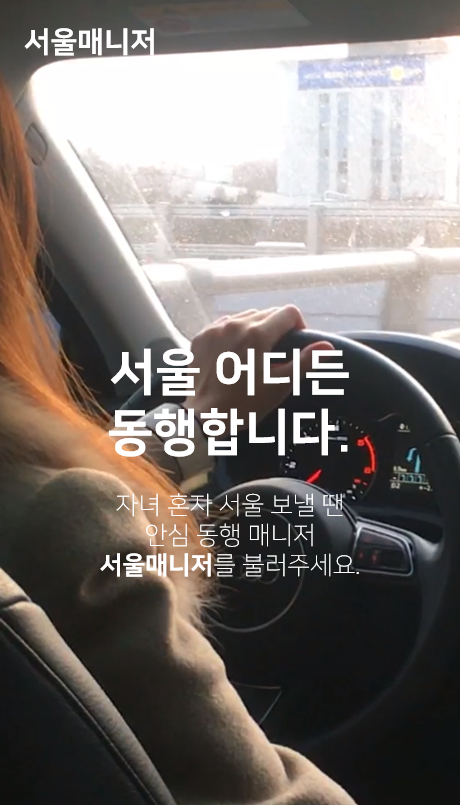 서울매니저
서울 어디든
동행합니다.
자녀 혼자 서울 보낼 땐
안심 동행 매니저
서울매니저를 불러주세요.